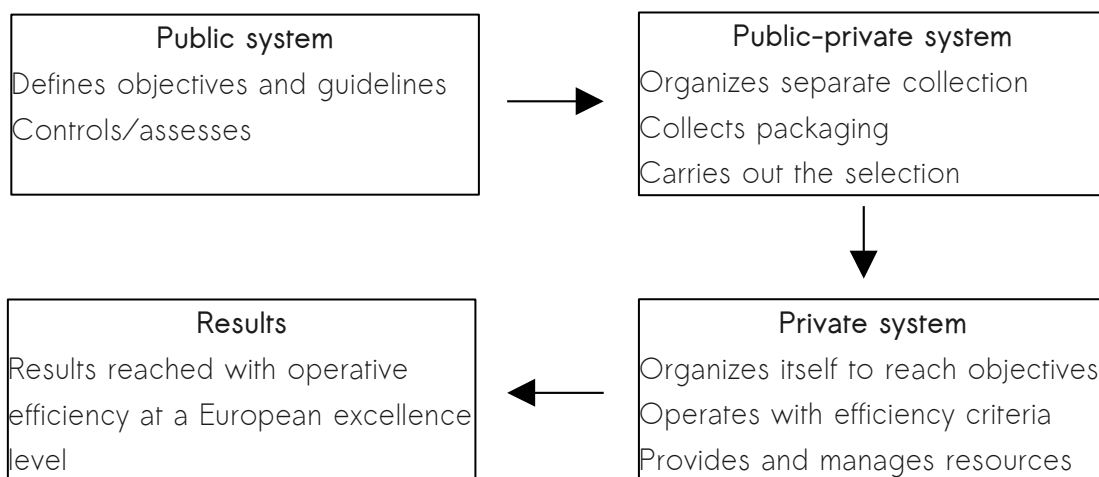 Public system
Defines objectives and guidelines
Controls/assesses
Public-private system
Organizes separate collection
Collects packaging
Carries out the selection
Results
Results reached with operative
efficiency at a European excellence
level
Private system
Organizes itself to reach objectives
Operates with efficiency criteria
Provides and manages resources